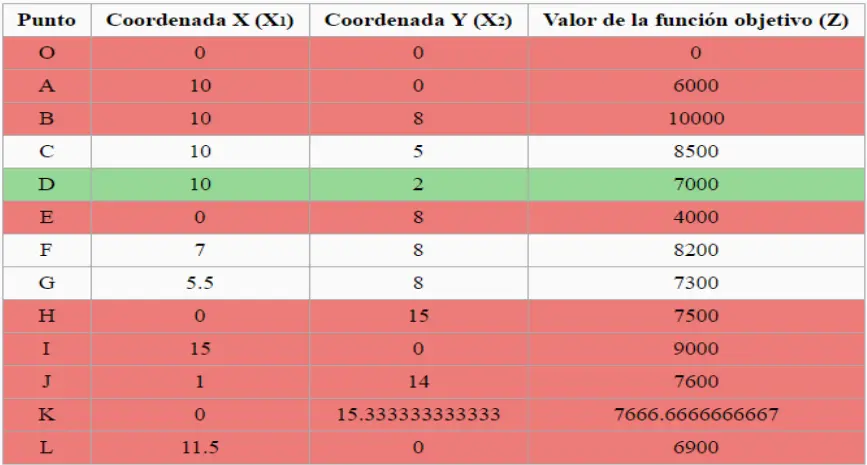 Punto Coordenada X (X1) Coordenada Y (X2) Valor de la función objetivo (Z)
O 0 0 0
A 10 0 6000
B 10 8 10000
C 10 5 8500
D 10 2 7000
E 0 8 4000
F 7 8 8200
G 5.5 8 7300
H 0 15 7500
I 15 0 9000
J 1 14 7600
K 0 15.333333333333 7666.6666666667
L 11.5 0 6900